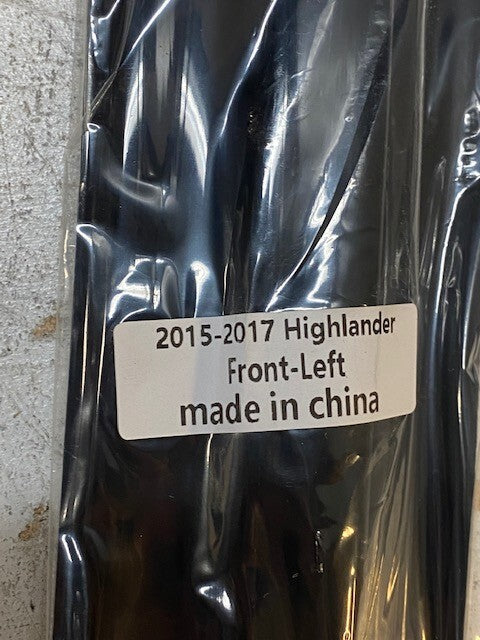 2015-2017 Highlander
Front-Left
made in china